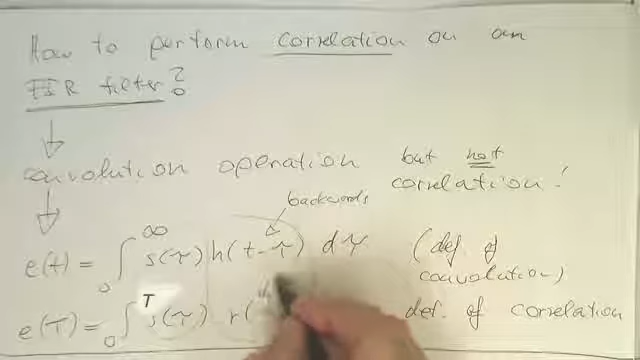 How to perform correlation on an
FIR filter?
convolution operation but not
correlation!
backwards
e(t) = ∫₀^∞ s(τ) h(t-τ) dτ (def. of
convolution)
e(T) = ∫₀^T s(τ) r( def. of correlation